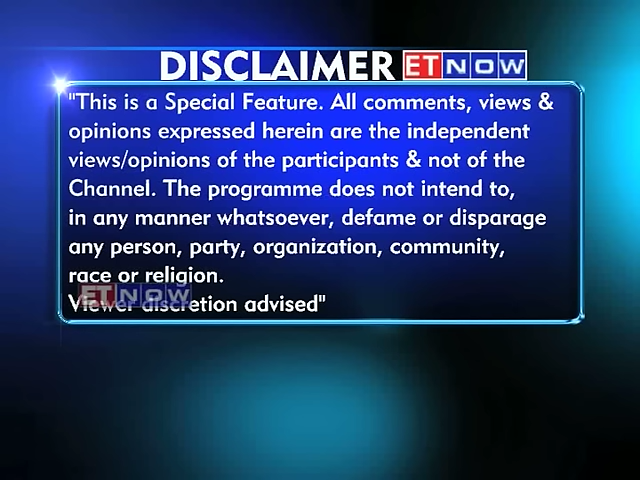 DISCLAIMER ET NOW
"This is a Special Feature. All comments, views &
opinions expressed herein are the independent
views/opinions of the participants & not of the
Channel. The programme does not intend to,
in any manner whatsoever, defame or disparage
any person, party, organization, community,
race or religion.
ET NOW
Viewer discretion advised"